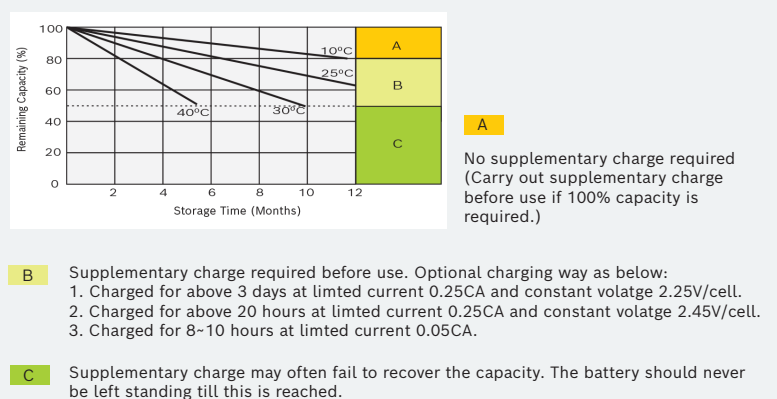 100
80
60
40
20
0
Remaining Capacity (%)
10ºC
25ºC
40ºC
30ºC
A
B
C
2 4 6 8 10 12
Storage Time (Months)
A
No supplementary charge required
(Carry out supplementary charge
before use if 100% capacity is
required.)
B
Supplementary charge required before use. Optional charging way as below:
1. Charged for above 3 days at limted current 0.25CA and constant volatge 2.25V/cell.
2. Charged for above 20 hours at limted current 0.25CA and constant volatge 2.45V/cell.
3. Charged for 8~10 hours at limted current 0.05CA.
C
Supplementary charge may often fail to recover the capacity. The battery should never
be left standing till this is reached.